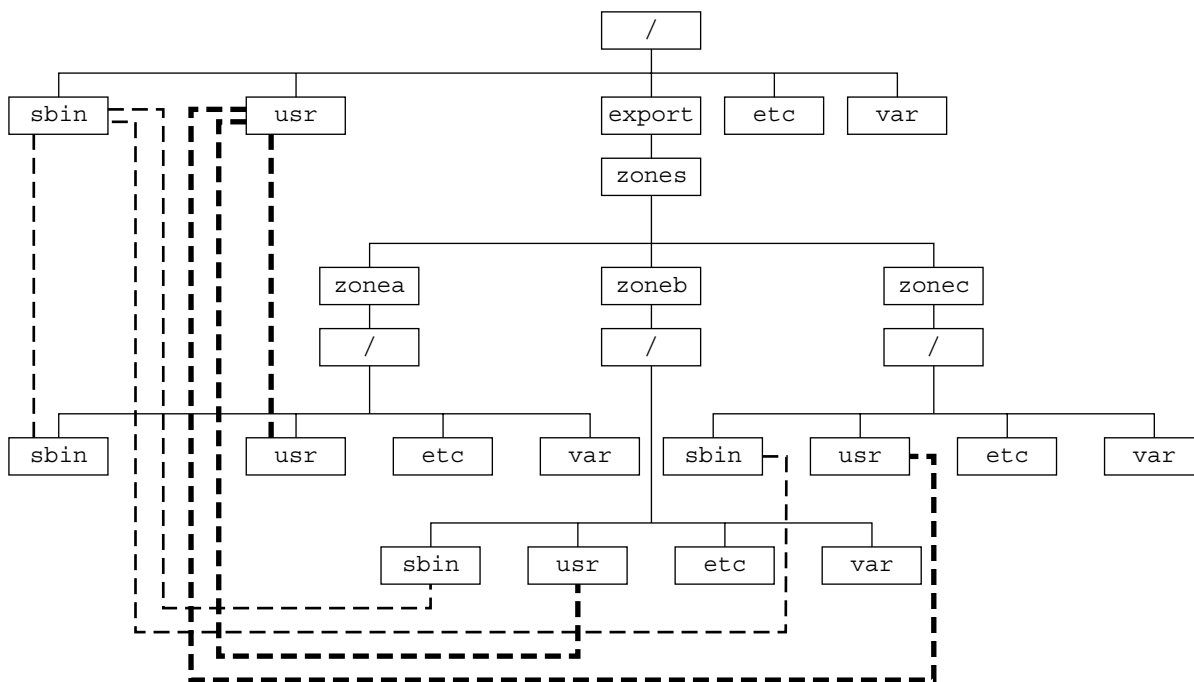 /
sbin usr export etc var
zones
zonea zoneb zonec
/ / /
sbin usr etc var sbin usr etc var
sbin usr etc var